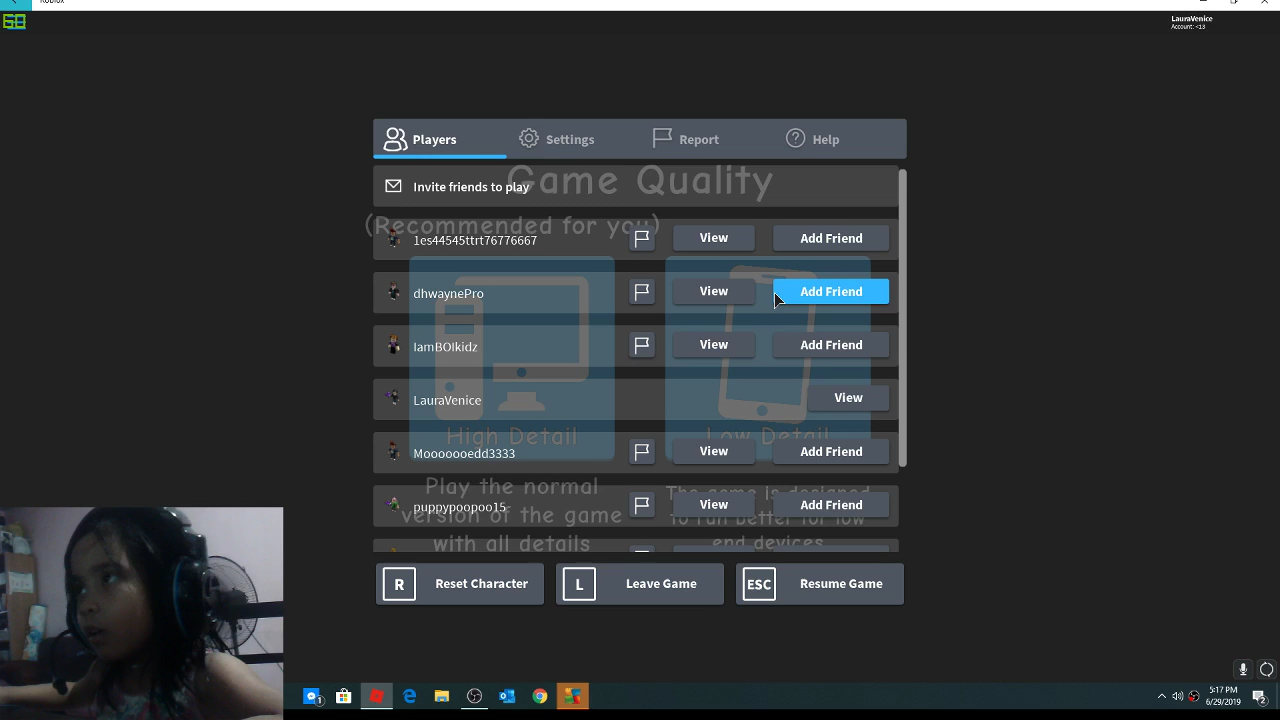 Roblox
68
LauraVenice
Account: <13
Players
Settings
Report
Help
Invite friends to play
Game Quality
(Recommended for you)
1es44545ttrt76776667
View
Add Friend
dhwaynePro
View
Add Friend
IamBOIkidz
View
Add Friend
LauraVenice
View
High Detail
Low Detail
Mooooooedd3333
View
Add Friend
Play the normal
version of the game
with all details
The game is designed
to run better for low
end devices
puppypoopoo15
View
Add Friend
R
Reset Character
L
Leave Game
ESC
Resume Game
1
5:17 PM
6/29/2019
2